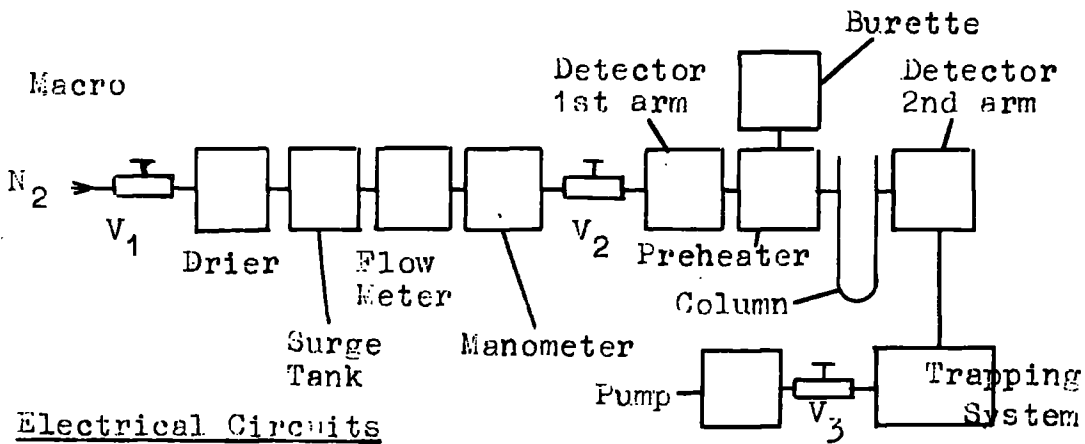 Macro
Burette
Detector
1st arm
Detector
2nd arm
N2
V1
V2
Drier
Flow
Meter
Preheater
Column
Surge
Tank
Manometer
Pump
V3
Trapping
System
Electrical Circuits